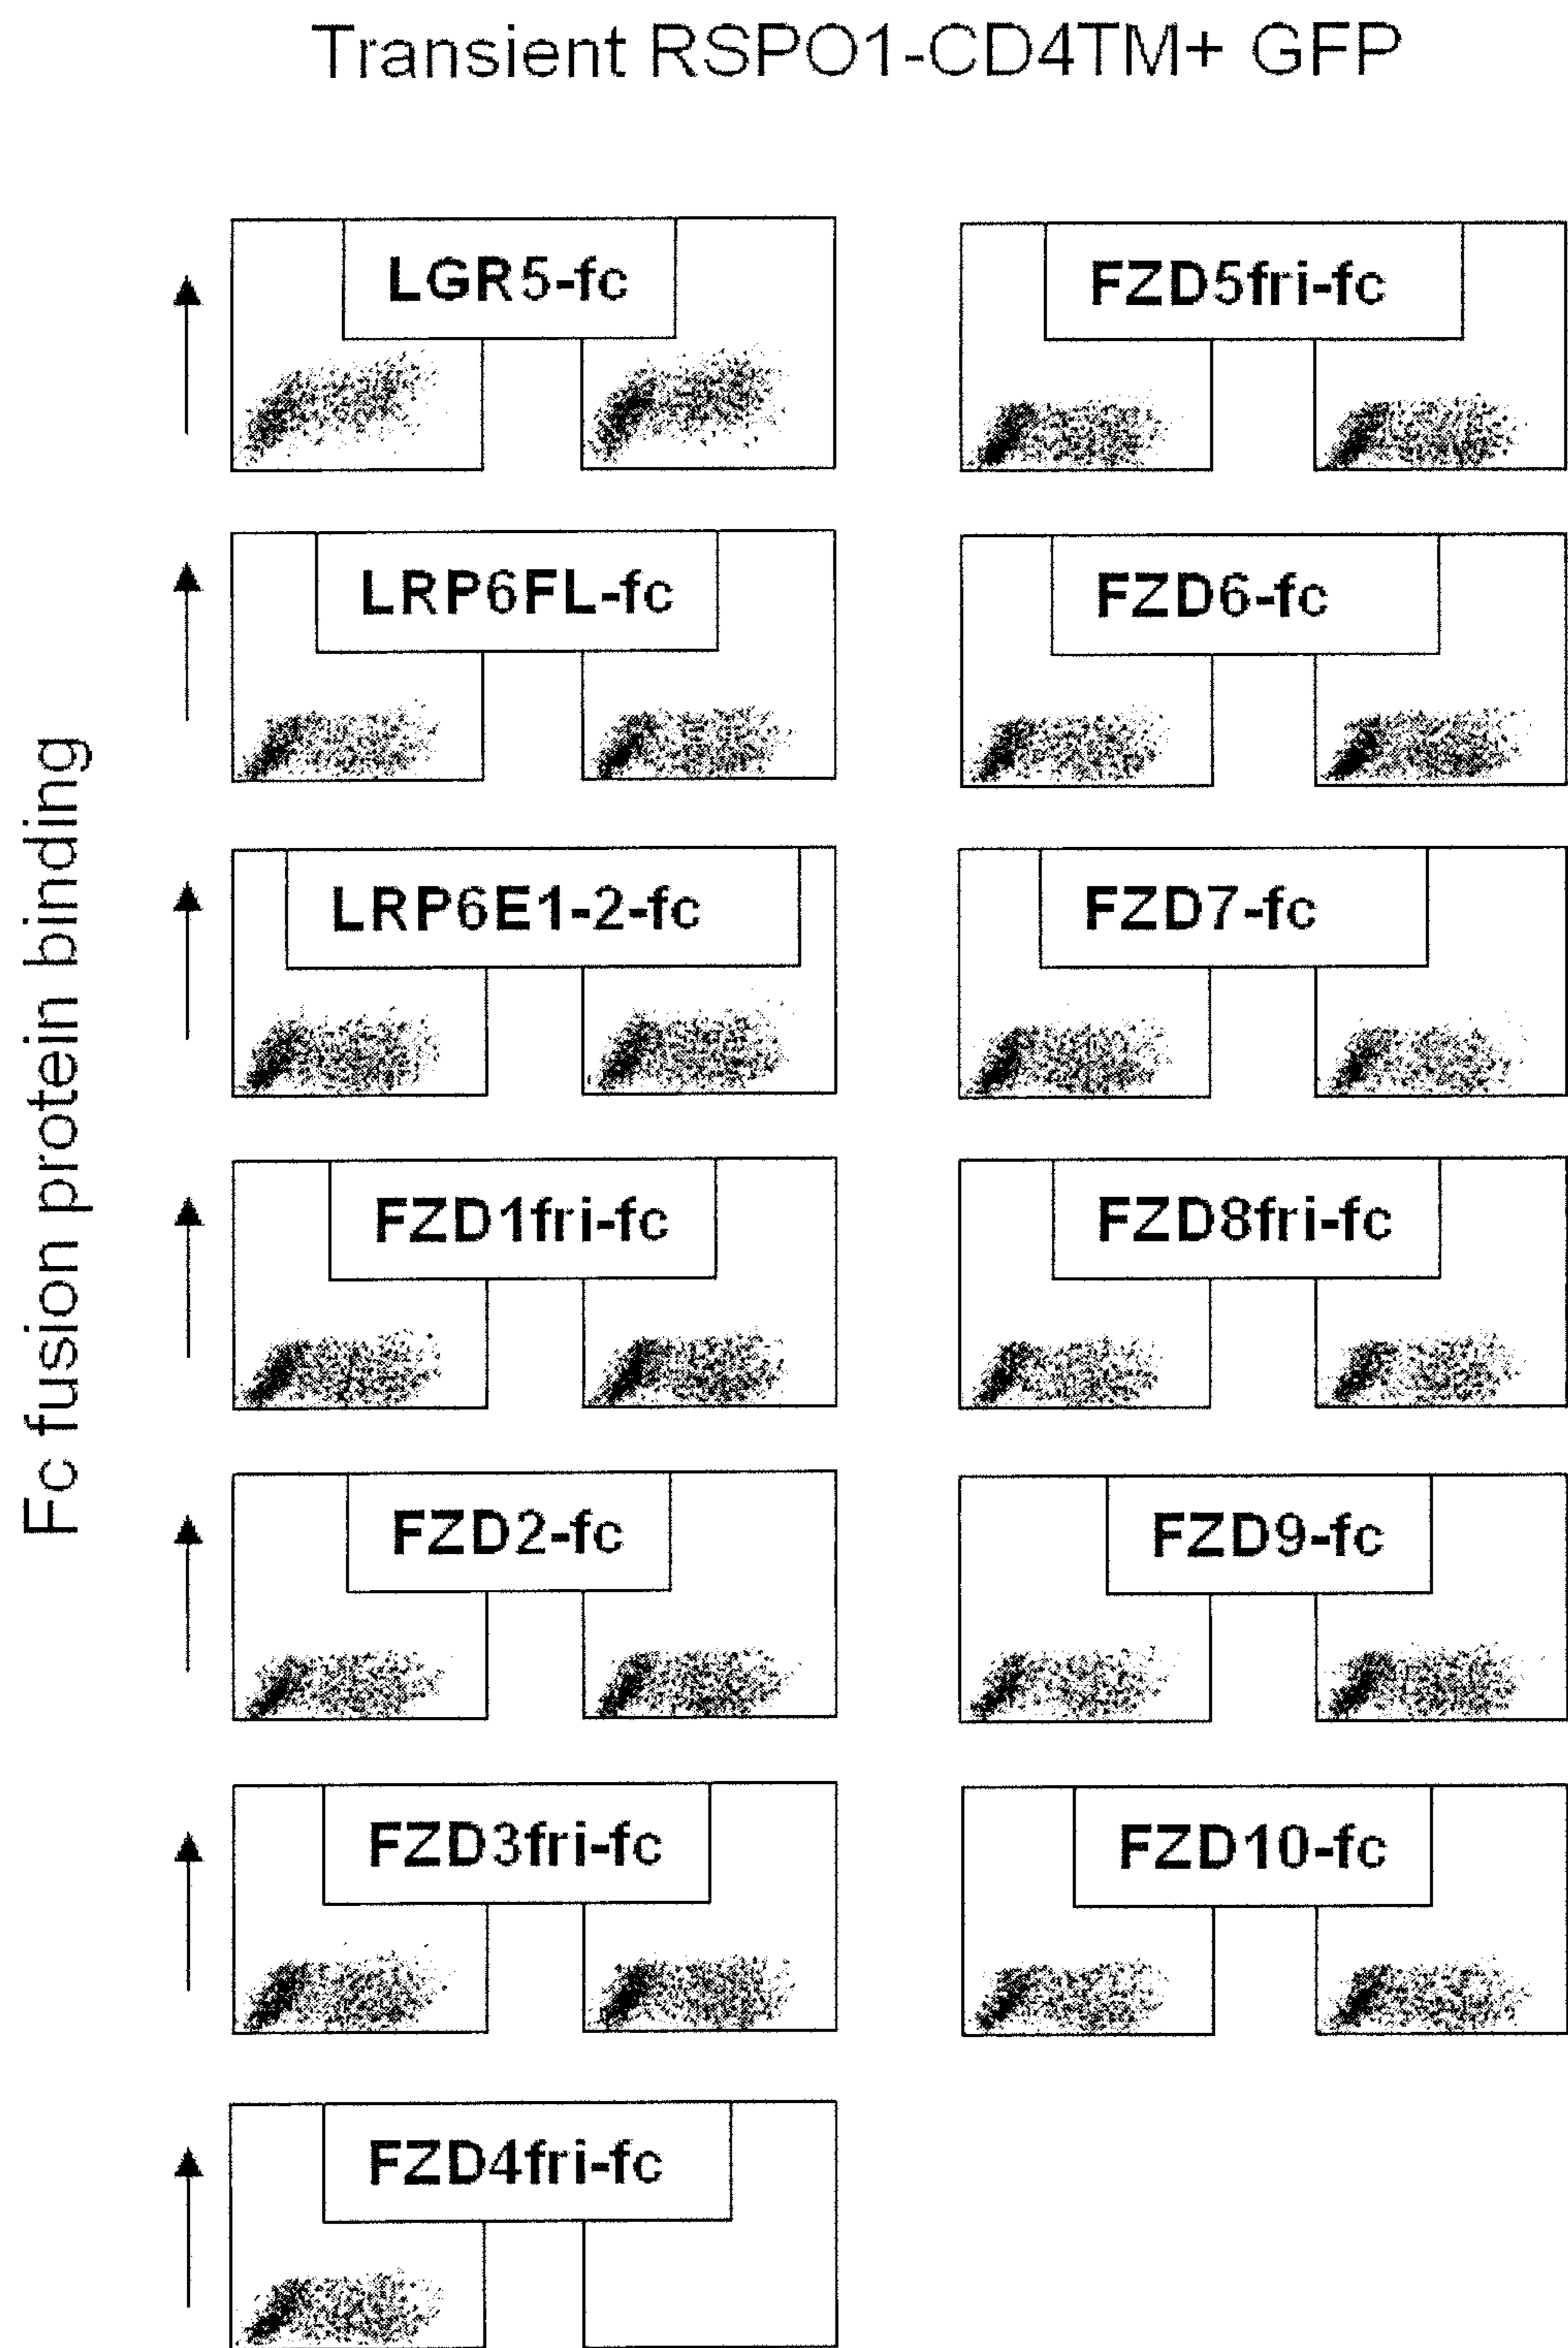 Transient RSPO1-CD4TM+ GFP
Fc fusion protein binding
LGR5-fc
FZD5fri-fc
LRP6FL-fc
FZD6-fc
LRP6E1-2-fc
FZD7-fc
FZD1fri-fc
FZD8fri-fc
FZD2-fc
FZD9-fc
FZD3fri-fc
FZD10-fc
FZD4fri-fc